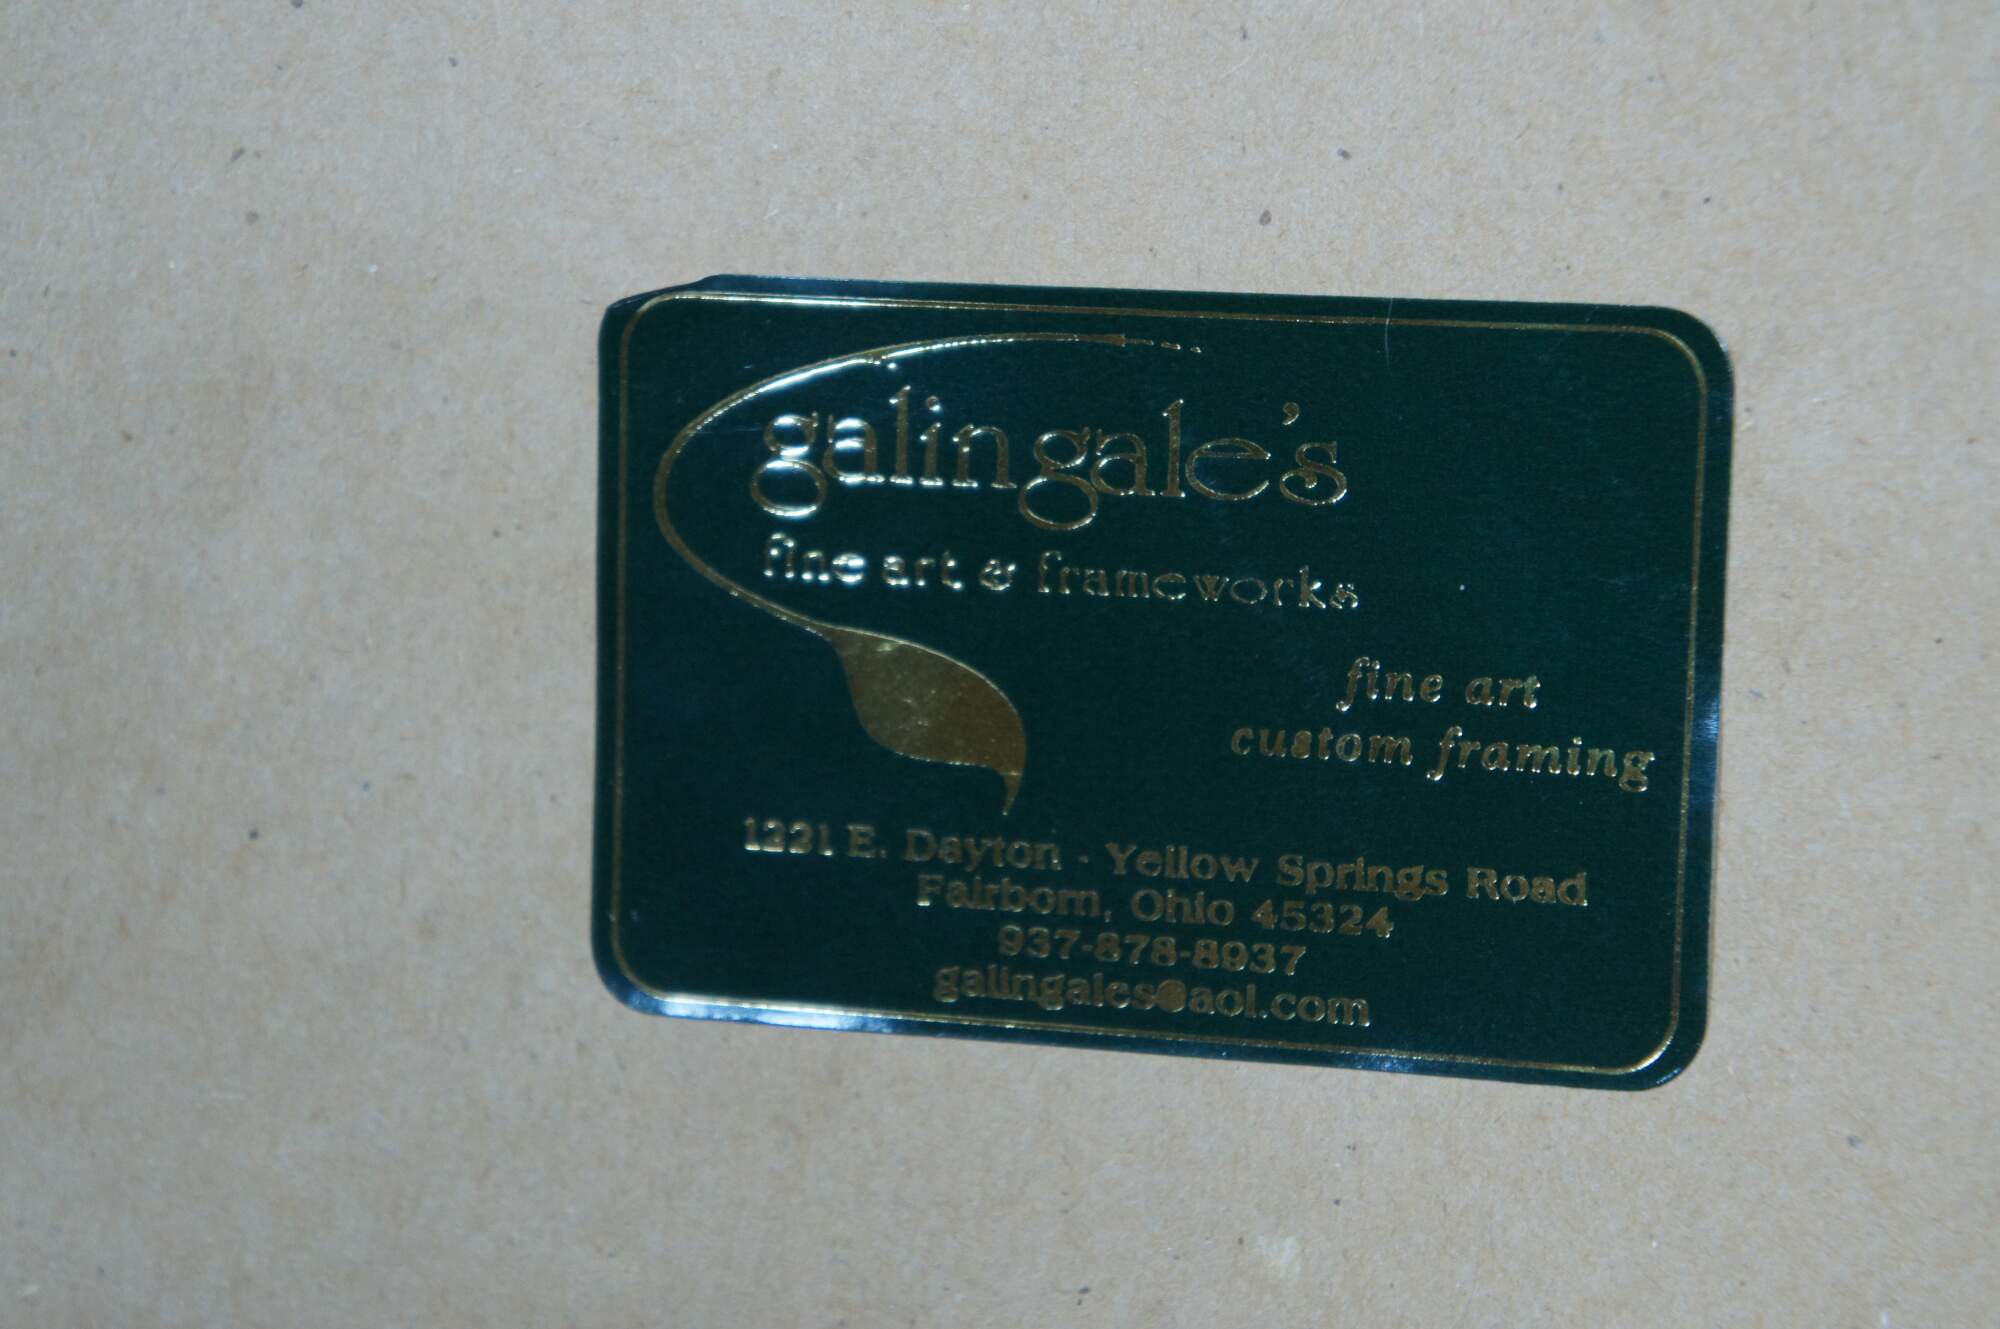 galingale's
fine art & frameworks
fine art
custom framing
1221 E. Dayton - Yellow Springs Road
Fairborn, Ohio 45324
937-878-8937
galingales@aol.com